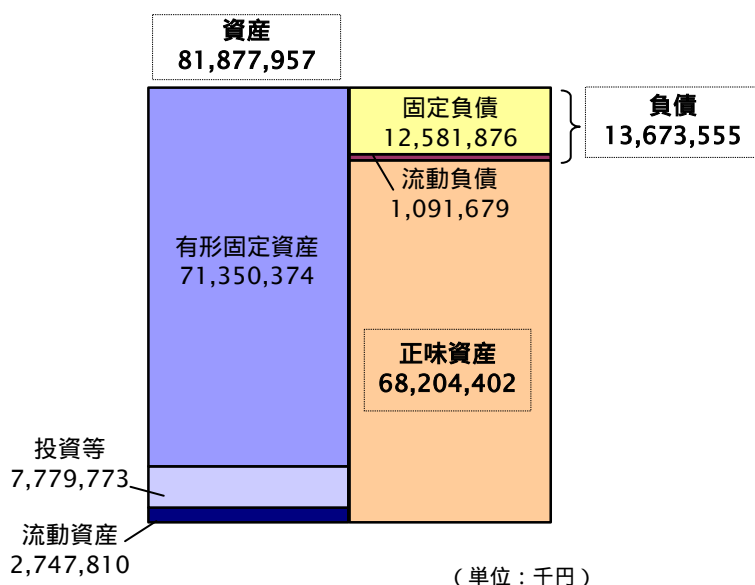 資産
81,877,957
固定負債
12,581,876
負債
13,673,555
流動負債
1,091,679
有形固定資産
71,350,374
正味資産
68,204,402
投資等
7,779,773
流動資産
2,747,810
(単位:千円)